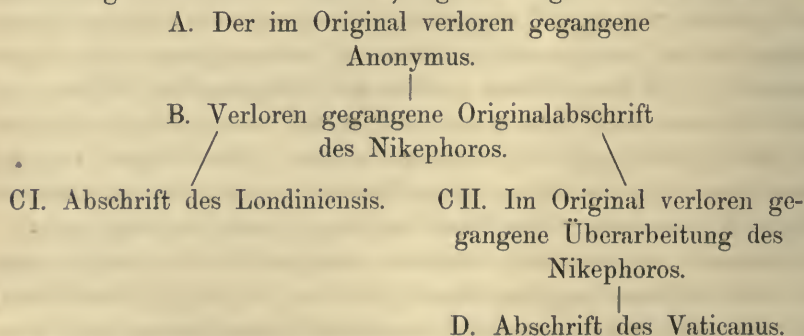 A. Der im Original verloren gegangene
Anonymus.
B. Verloren gegangene Originalabschrift
des Nikephoros.
CI. Abschrift des Londiniensis.
C II. Im Original verloren ge-
gangene Überarbeitung des
Nikephoros.
D. Abschrift des Vaticanus.